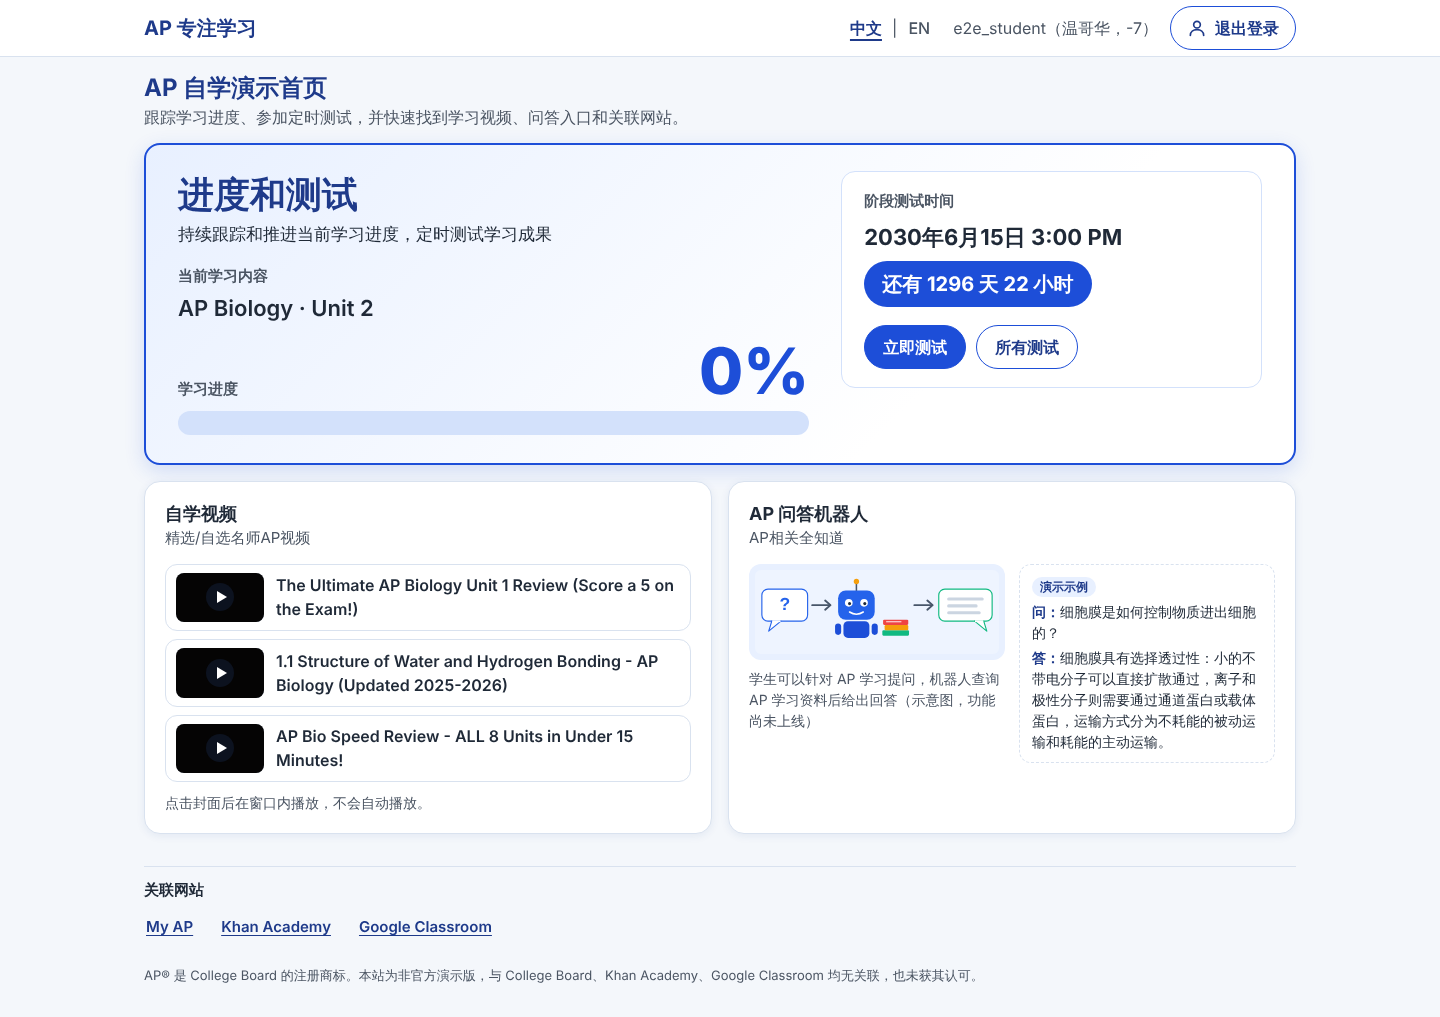 AP 专注学习
中文 | EN e2e_student（温哥华，-7） 退出登录
AP 自学演示首页
跟踪学习进度、参加定时测试，并快速找到学习视频、问答入口和关联网站。
进度和测试
持续跟踪和推进当前学习进度，定时测试学习成果
当前学习内容
AP Biology · Unit 2
学习进度
0%
阶段测试时间
2030年6月15日 3:00 PM
还有 1296 天 22 小时
立即测试 所有测试
自学视频
精选/自选名师AP视频
The Ultimate AP Biology Unit 1 Review (Score a 5 on
the Exam!)
1.1 Structure of Water and Hydrogen Bonding - AP
Biology (Updated 2025-2026)
AP Bio Speed Review - ALL 8 Units in Under 15
Minutes!
点击封面后在窗口内播放，不会自动播放。
AP 问答机器人
AP相关全知道
?
学生可以针对 AP 学习提问，机器人查询
AP 学习资料后给出回答（示意图，功能
尚未上线）
演示示例
问：细胞膜是如何控制物质进出细胞
的？
答：细胞膜具有选择透过性：小的不
带电分子可以直接扩散通过，离子和
极性分子则需要通过通道蛋白或载体
蛋白，运输方式分为不耗能的被动运
输和耗能的主动运输。
关联网站
My AP Khan Academy Google Classroom
AP® 是 College Board 的注册商标。本站为非官方演示版，与 College Board、Khan Academy、Google Classroom 均无关联，也未获其认可。